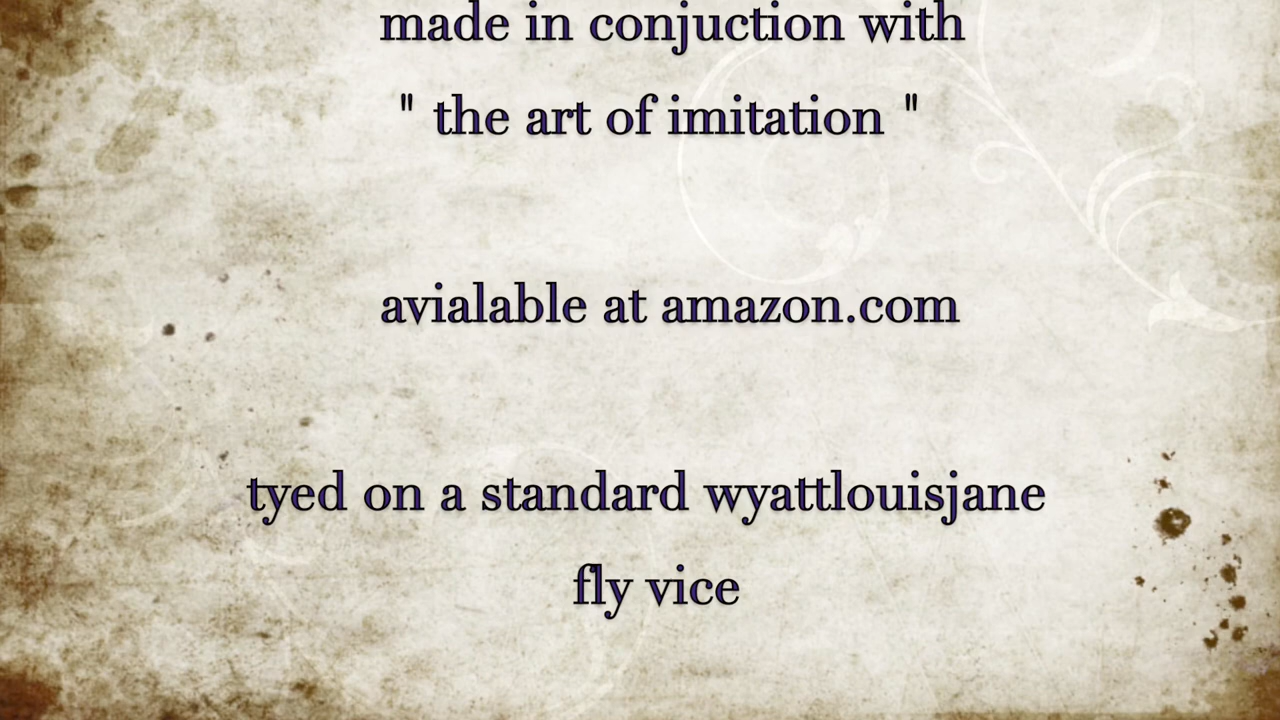 made in conjuction with
" the art of imitation "
avialable at amazon.com
tyed on a standard wyattlouisjane
fly vice